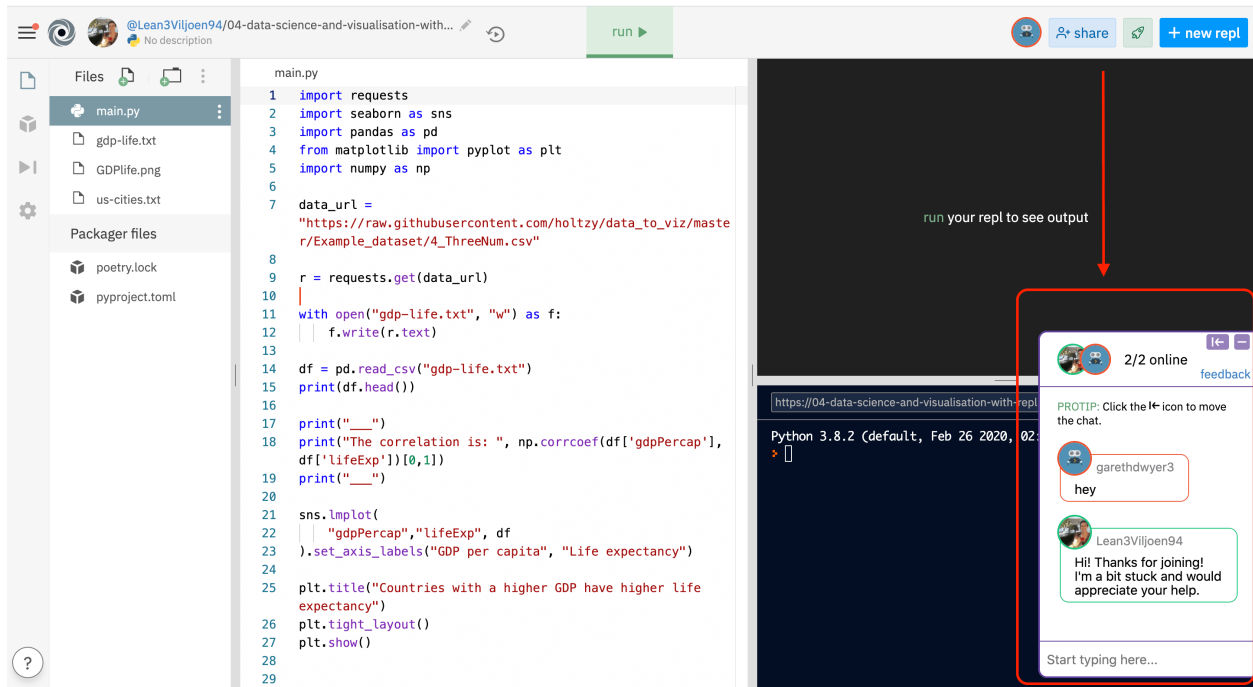 @Lean3Viljoen94/04-data-science-and-visualisation-with...
No description
run
share
+ new repl
Files
main.py
gdp-life.txt
GDPlife.png
us-cities.txt
Packager files
poetry.lock
pyproject.toml
?
main.py
1 import requests
2 import seaborn as sns
3 import pandas as pd
4 from matplotlib import pyplot as plt
5 import numpy as np
6
7 data_url =
"https://raw.githubusercontent.com/holtzy/data_to_viz/maste
r/Example_dataset/4_ThreeNum.csv"
8
9 r = requests.get(data_url)
10
11 with open("gdp-life.txt", "w") as f:
12 f.write(r.text)
13
14 df = pd.read_csv("gdp-life.txt")
15 print(df.head())
16
17 print("___")
18 print("The correlation is: ", np.corrcoef(df['gdpPercap'],
df['lifeExp'])[0,1])
19 print("___")
20
21 sns.lmplot(
22 "gdpPercap","lifeExp", df
23 ).set_axis_labels("GDP per capita", "Life expectancy")
24
25 plt.title("Countries with a higher GDP have higher life
expectancy")
26 plt.tight_layout()
27 plt.show()
28
29
run your repl to see output
https://04-data-science-and-visualisation-with-repl
Python 3.8.2 (default, Feb 26 2020, 02:
2/2 online
feedback
PROTIP: Click the icon to move
the chat.
garethdwyer3
hey
Lean3Viljoen94
Hi! Thanks for joining!
I'm a bit stuck and would
appreciate your help.
Start typing here...